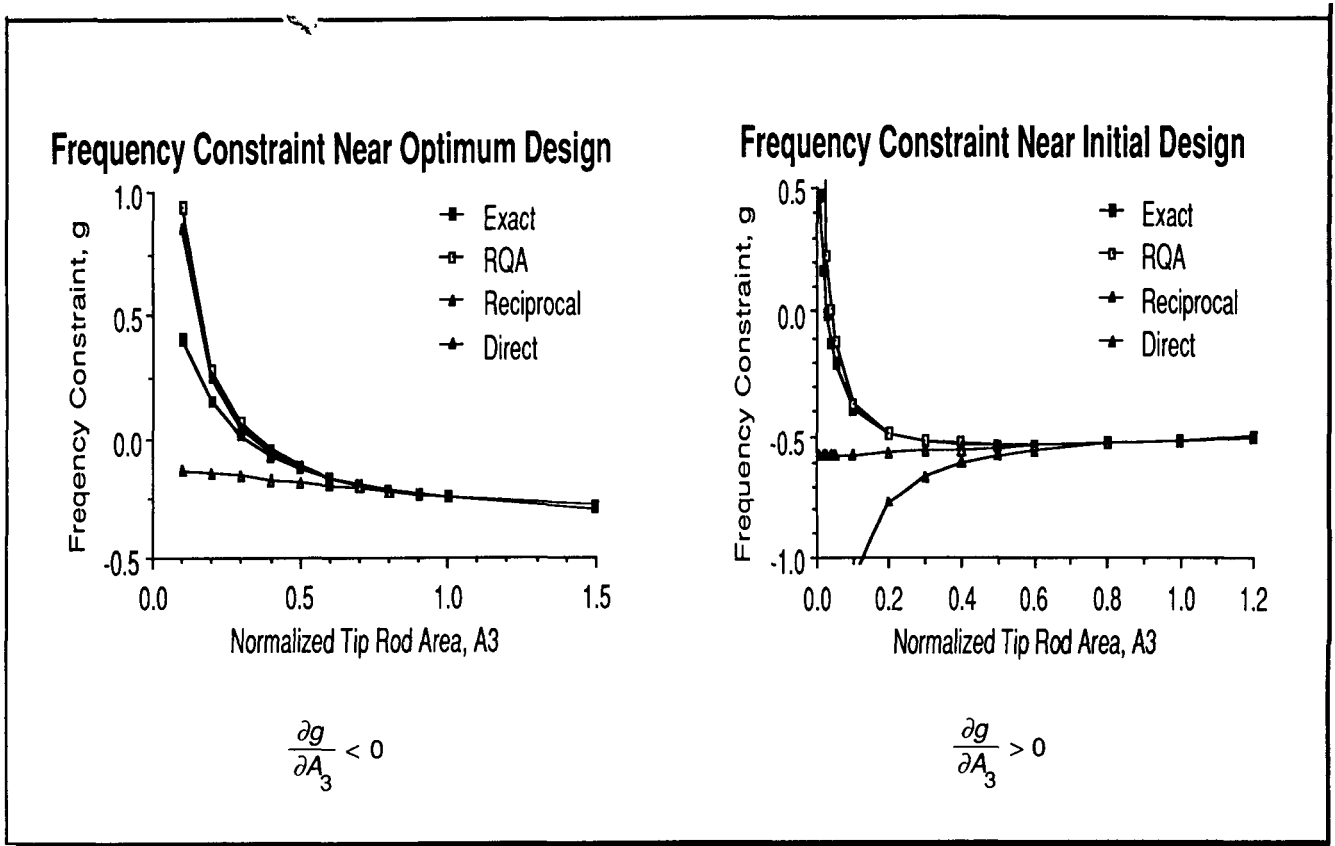 Frequency Constraint Near Optimum Design
Freqency Constraint, g
1.0
0.5
0.0
-0.5
0.0 0.5 1.0 1.5
Normalized Tip Rod Area, A3
Exact
RQA
Reciprocal
Direct
∂g/∂A₃ < 0
Frequency Constraint Near Initial Design
Frequency Constraint, g
0.5
0.0
-0.5
-1.0
0.0 0.2 0.4 0.6 0.8 1.0 1.2
Normalized Tip Rod Area, A3
Exact
RQA
Reciprocal
Direct
∂g/∂A₃ > 0